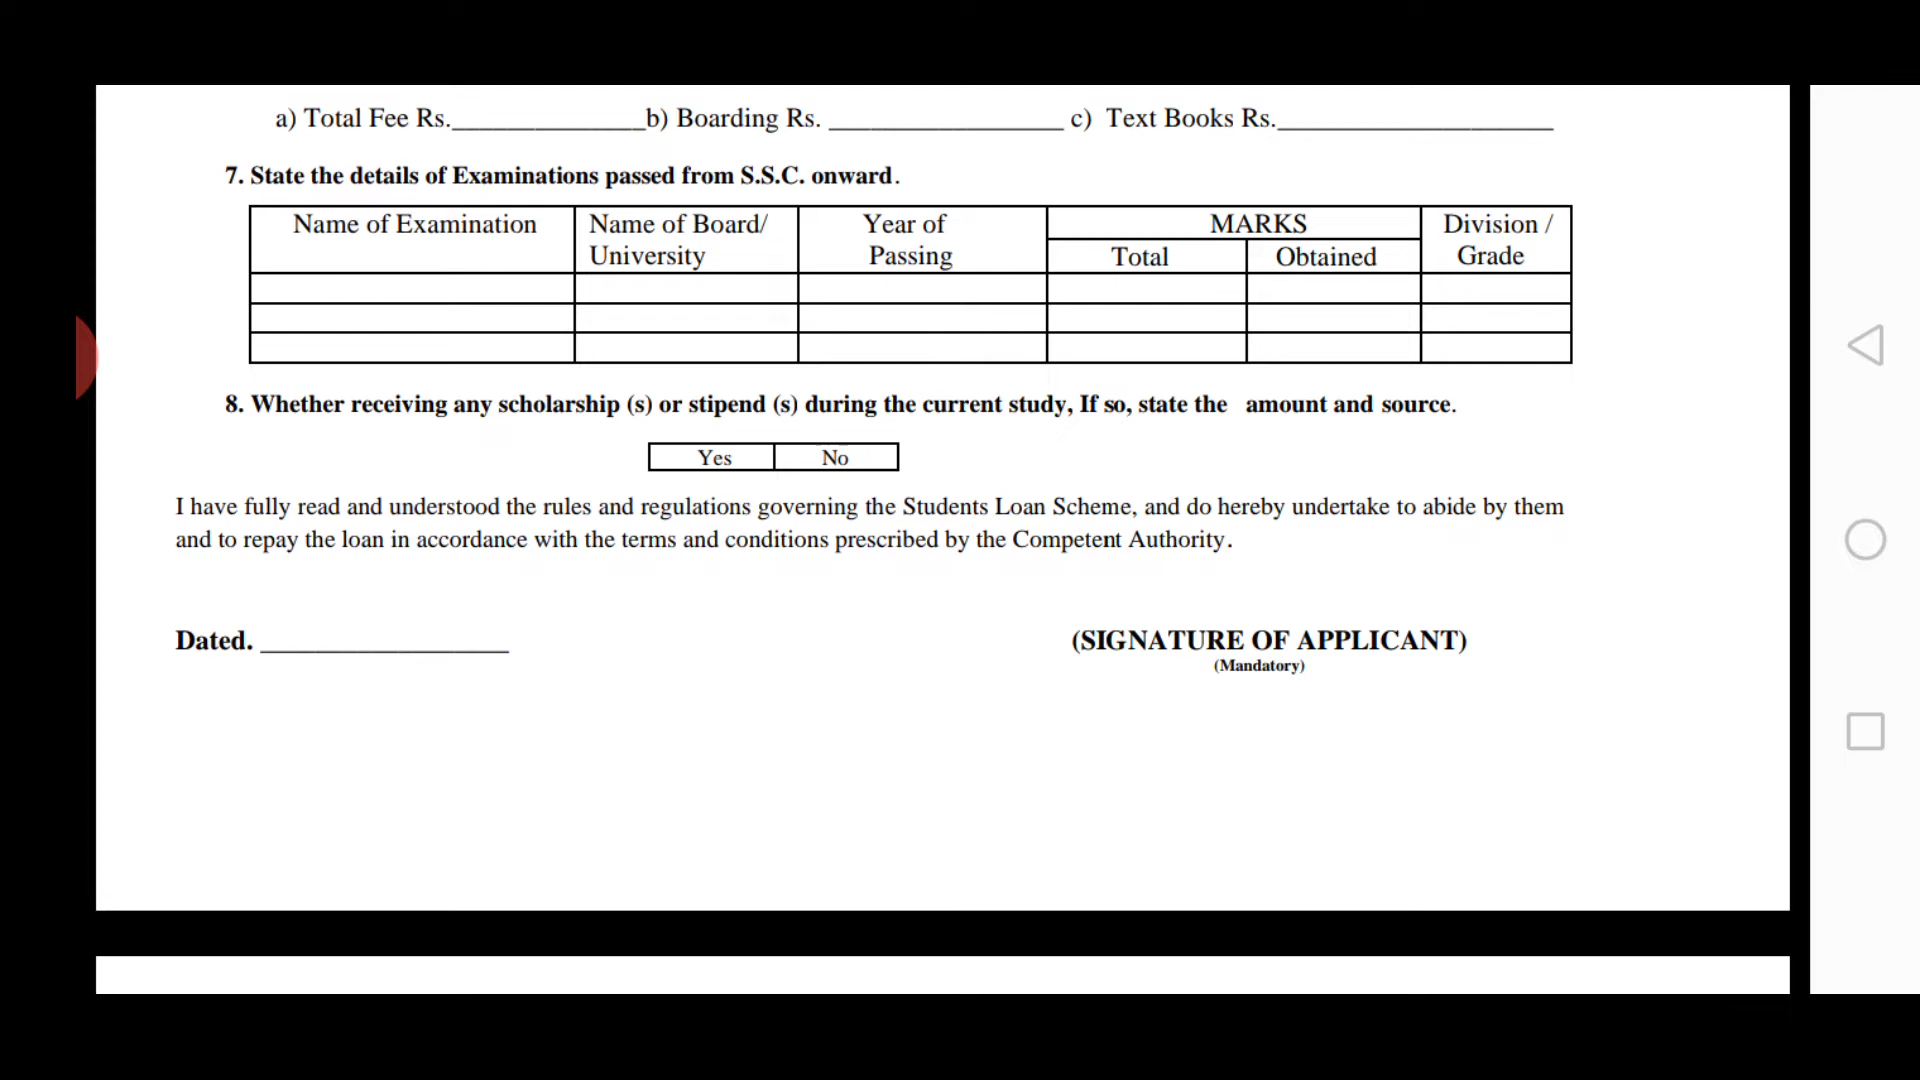 a) Total Fee Rs.______________b) Boarding Rs. _________________ c) Text Books Rs.____________________
7. State the details of Examinations passed from S.S.C. onward.
Name of Examination Name of Board/ University Year of Passing MARKS Division / Grade
Total Obtained
8. Whether receiving any scholarship (s) or stipend (s) during the current study, If so, state the amount and source.
Yes No
I have fully read and understood the rules and regulations governing the Students Loan Scheme, and do hereby undertake to abide by them
and to repay the loan in accordance with the terms and conditions prescribed by the Competent Authority.
Dated. __________________ (SIGNATURE OF APPLICANT)
(Mandatory)